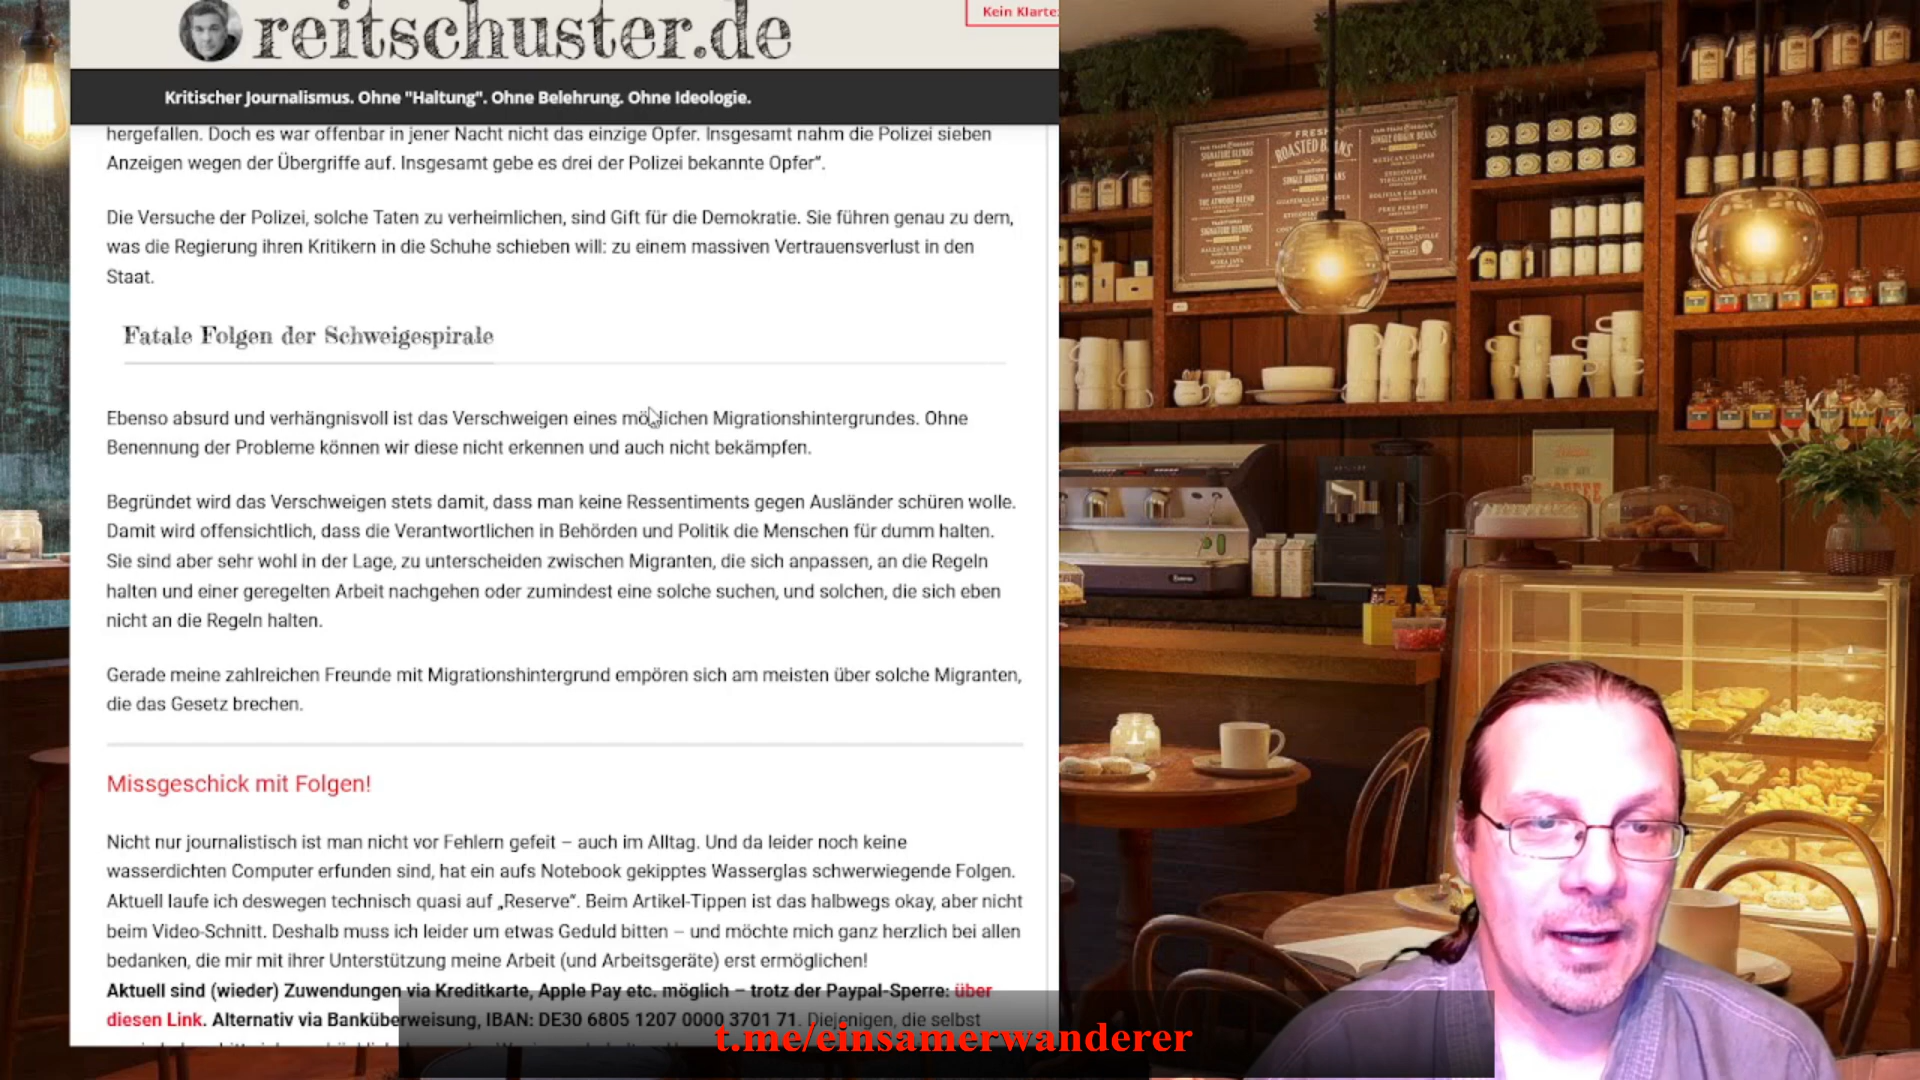 reitschuster.de
Kein Klarte
Kritischer Journalismus. Ohne "Haltung". Ohne Belehrung. Ohne Ideologie.
hergefallen. Doch es war offenbar in jener Nacht nicht das einzige Opfer. Insgesamt nahm die Polizei sieben
Anzeigen wegen der Übergriffe auf. Insgesamt gebe es drei der Polizei bekannte Opfer“.
Die Versuche der Polizei, solche Taten zu verheimlichen, sind Gift für die Demokratie. Sie führen genau zu dem,
was die Regierung ihren Kritikern in die Schuhe schieben will: zu einem massiven Vertrauensverlust in den
Staat.
Fatale Folgen der Schweigespirale
Ebenso absurd und verhängnisvoll ist das Verschweigen eines möglichen Migrationshintergrundes. Ohne
Benennung der Probleme können wir diese nicht erkennen und auch nicht bekämpfen.
Begründet wird das Verschweigen stets damit, dass man keine Ressentiments gegen Ausländer schüren wolle.
Damit wird offensichtlich, dass die Verantwortlichen in Behörden und Politik die Menschen für dumm halten.
Sie sind aber sehr wohl in der Lage, zu unterscheiden zwischen Migranten, die sich anpassen, an die Regeln
halten und einer geregelten Arbeit nachgehen oder zumindest eine solche suchen, und solchen, die sich eben
nicht an die Regeln halten.
Gerade meine zahlreichen Freunde mit Migrationshintergrund empören sich am meisten über solche Migranten,
die das Gesetz brechen.
Missgeschick mit Folgen!
Nicht nur journalistisch ist man nicht vor Fehlern gefeit – auch im Alltag. Und da leider noch keine
wasserdichten Computer erfunden sind, hat ein aufs Notebook gekipptes Wasserglas schwerwiegende Folgen.
Aktuell laufe ich deswegen technisch quasi auf „Reserve“. Beim Artikel-Tippen ist das halbwegs okay, aber nicht
beim Video-Schnitt. Deshalb muss ich leider um etwas Geduld bitten – und möchte mich ganz herzlich bei allen
bedanken, die mir mit ihrer Unterstützung meine Arbeit (und Arbeitsgeräte) erst ermöglichen!
Aktuell sind (wieder) Zuwendungen via Kreditkarte, Apple Pay etc. möglich – trotz der Paypal-Sperre: über
diesen Link. Alternativ via Banküberweisung, IBAN: DE30 6805 1207 0000 3701 71. Diejenigen, die selbst
t.me/einsamerwanderer
FRESH
ROASTED BEANS
SIGNATURE BLENDS
ESPRESSO
SINGLE ORIGIN BEANS
COFFEE